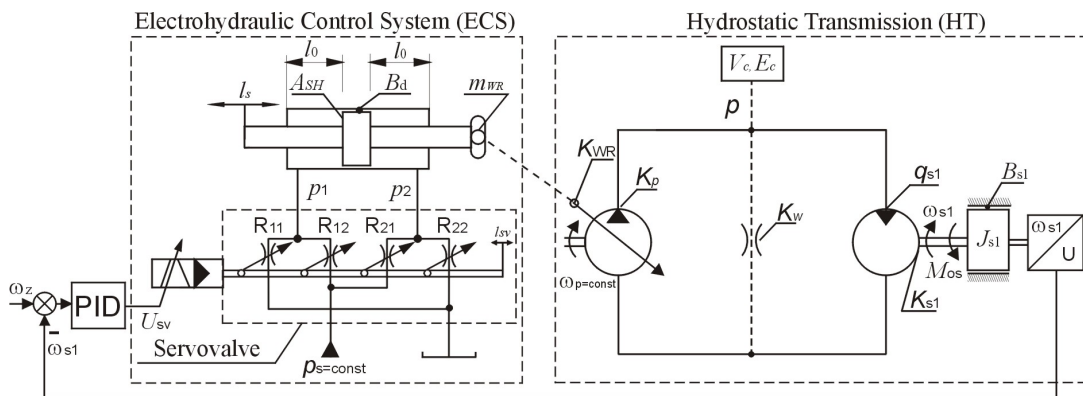 Electrohydraulic Control System (ECS)
Hydrostatic Transmission (HT)
l0 l0
ASH Bd mWR
ls
Vc, Ec
p
p1 p2
KWR
Kp
qs1
Bs1
R11 R12 R21 R22 lsv
Kw
ωs1
Js1
ωs1
U
Mos
Ks1
ωp=const
ωz
PID
Usv
- ωs1
Servovalve
ps=const